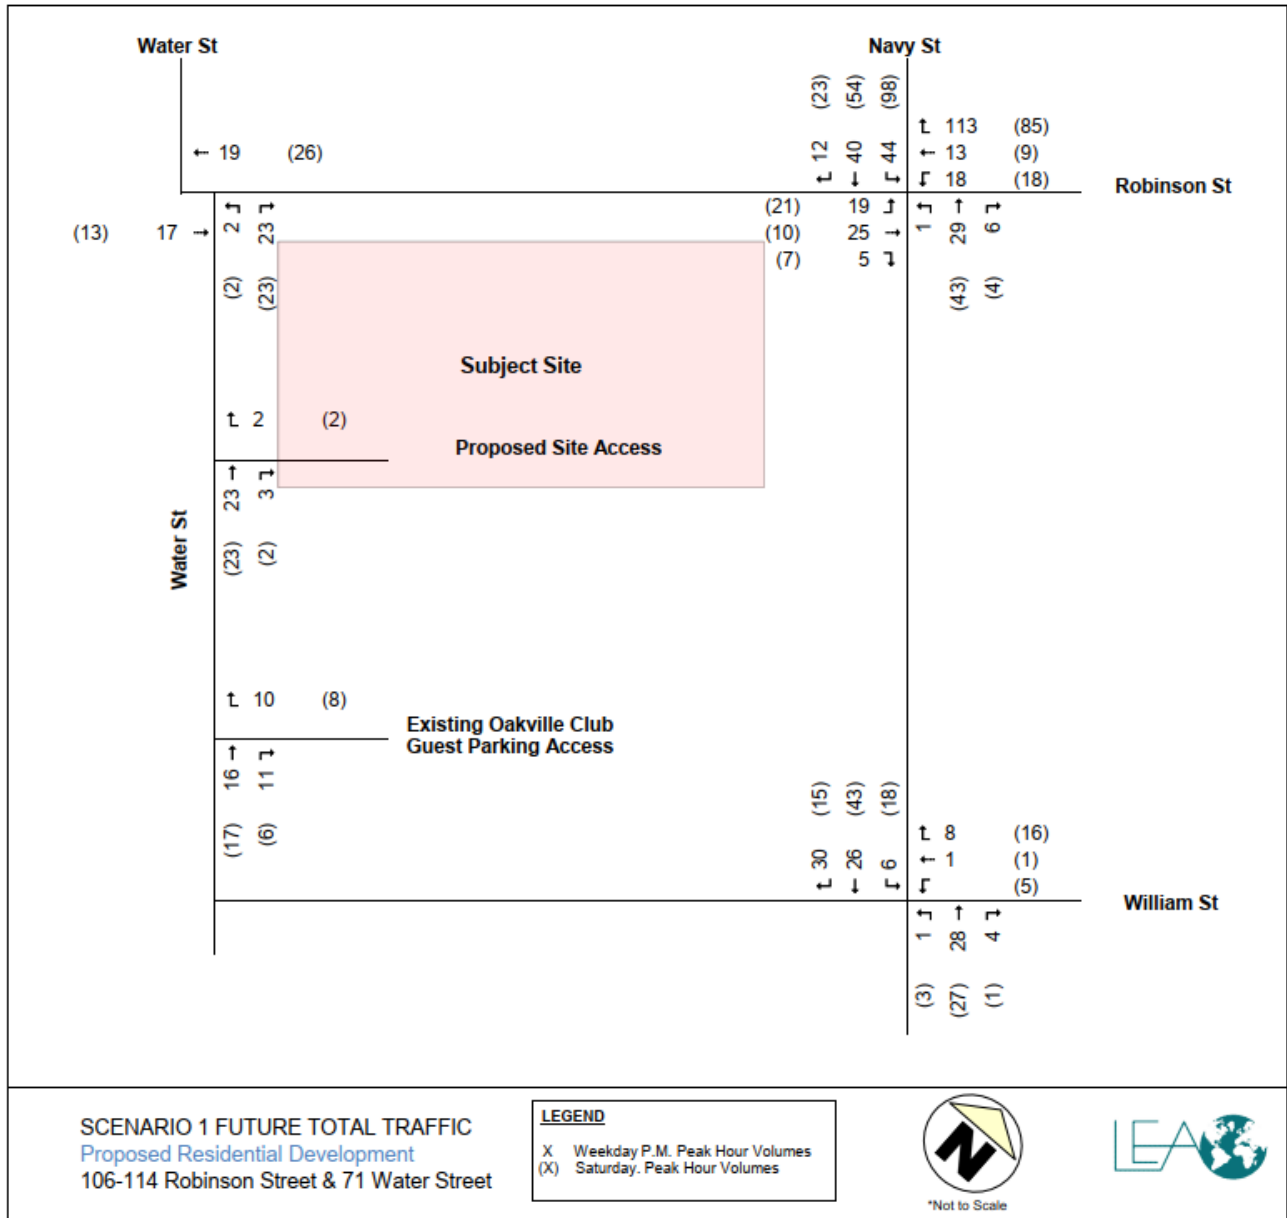 Water St
Navy St
(23) (54) (98)
12 40 44
113 (85)
13 (9)
18 (18)
19 (26)
Robinson St
(13) 17
2 23
(2) (23)
(21) 19
(10) 25
(7) 5
1 29 6
(43) (4)
Subject Site
2 (2)
Proposed Site Access
23 3
(23) (2)
Water St
10 (8)
Existing Oakville Club
Guest Parking Access
16 11
(17) (6)
(15) (43) (18)
30 26 6
8 (16)
1 (1)
(5)
William St
1 28 4
(3) (27) (1)
SCENARIO 1 FUTURE TOTAL TRAFFIC
Proposed Residential Development
106-114 Robinson Street & 71 Water Street
LEGEND
X Weekday P.M. Peak Hour Volumes
(X) Saturday. Peak Hour Volumes
N
*Not to Scale
LEA